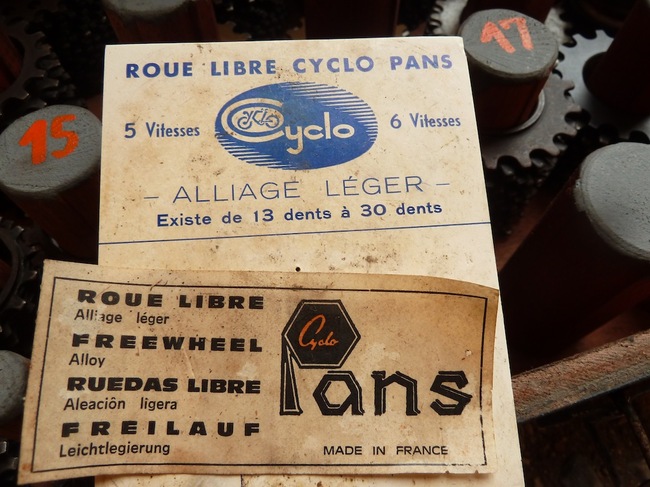 15
17
ROUE LIBRE CYCLO PANS
5 Vitesses
Cyclo
Cyclo
6 Vitesses
- ALLIAGE LÉGER -
Existe de 13 dents à 30 dents
ROUE LIBRE
Alliage léger
FREEWHEEL
Alloy
RUEDAS LIBRE
Aleaciôn ligera
FREILAUF
Leichtlegierung
Cyclo
Pans
MADE IN FRANCE